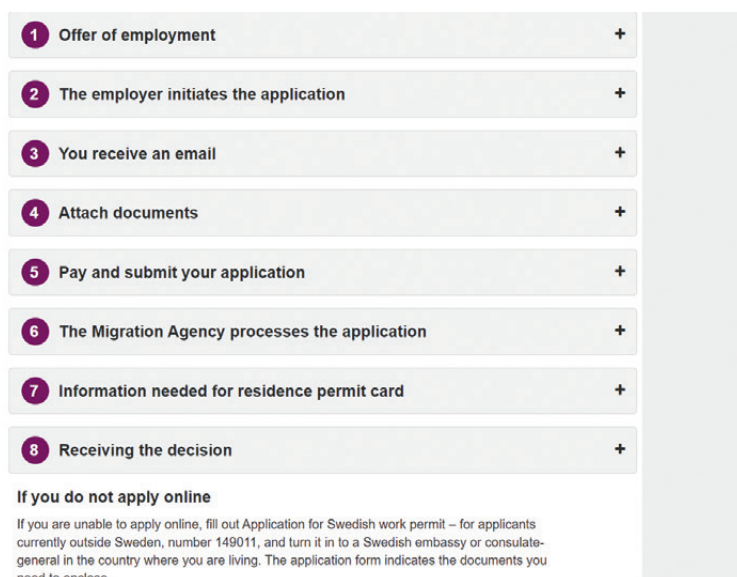 1 Offer of employment +
2 The employer initiates the application +
3 You receive an email +
4 Attach documents +
5 Pay and submit your application +
6 The Migration Agency processes the application +
7 Information needed for residence permit card +
8 Receiving the decision +
If you do not apply online
If you are unable to apply online, fill out Application for Swedish work permit – for applicants
currently outside Sweden, number 149011, and turn it in to a Swedish embassy or consulate-
general in the country where you are living. The application form indicates the documents you
need to enclose